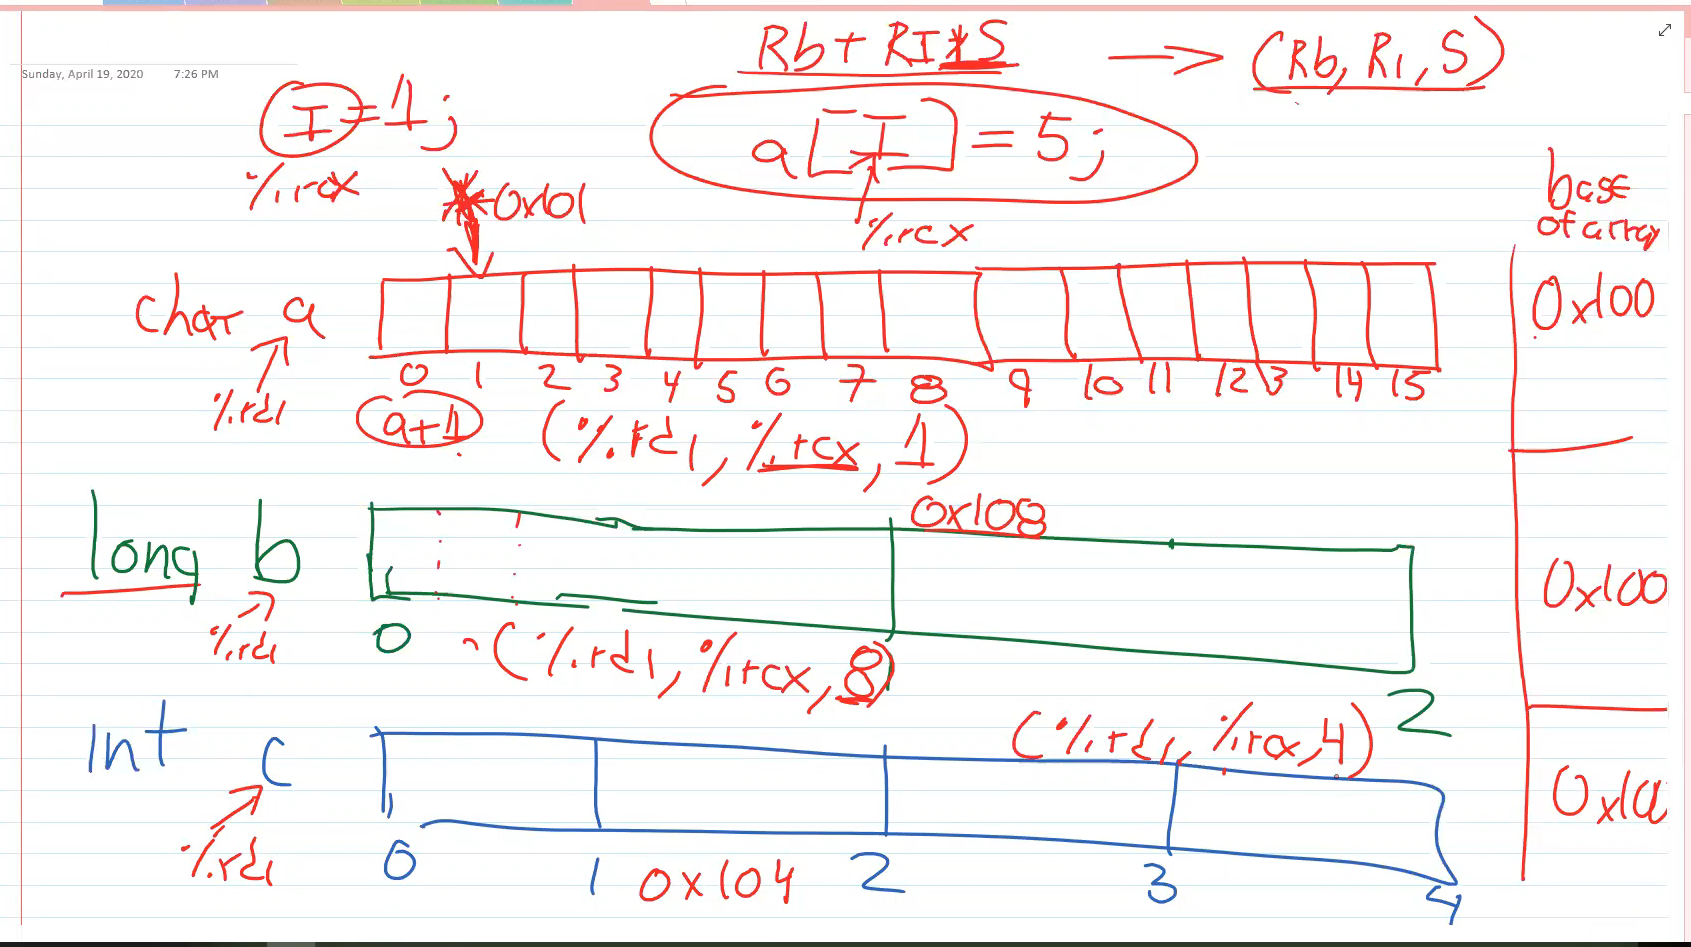 Rb + RI*S → (Rb, Ri, S)
Sunday, April 19, 2020 7:26 PM
I = 1;
a[I] = 5;
%rcx
0x101
%rcx
base
of array
char a
0x100
0 1 2 3 4 5 6 7 8 9 10 11 12 13 14 15
%rdi
a+1
(%rdi, %rcx, 1)
0x108
long b
0x100
%rdi
0
(%rdi, %rcx, 8)
2
(%rdi, %rcx, 4)
int c
%rdi
0 1 0x104 2 3 4